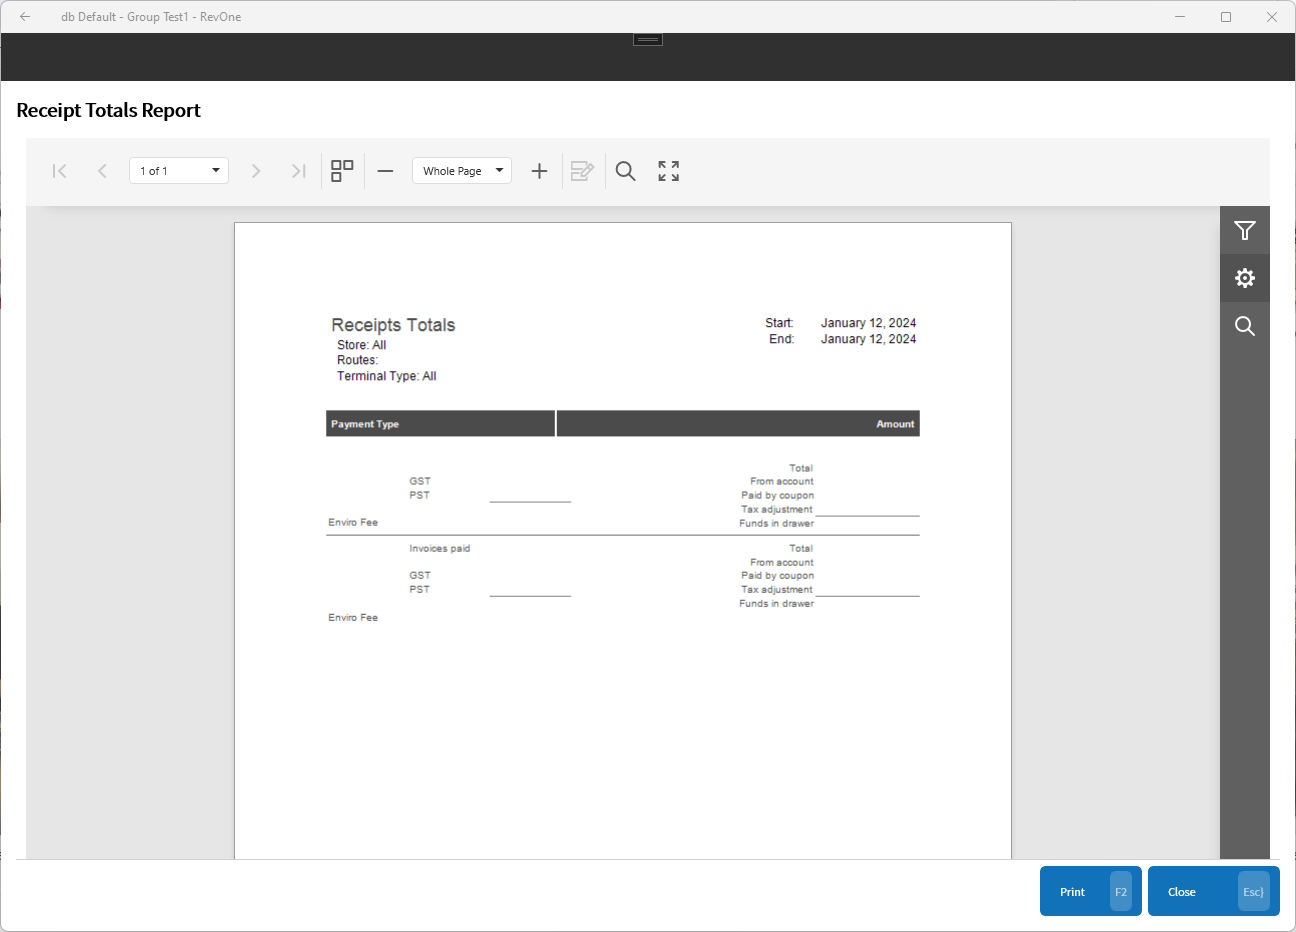 db Default - Group Test1 - RevOne
Receipt Totals Report
1 of 1
Whole Page
Receipts Totals
Store: All
Routes:
Terminal Type: All
Start: January 12, 2024
End: January 12, 2024
Payment Type Amount
Total
GST From account
PST Paid by coupon
Tax adjustment
Enviro Fee Funds in drawer
Invoices paid Total
From account
GST Paid by coupon
PST Tax adjustment
Funds in drawer
Enviro Fee
Print F2 Close Esc}